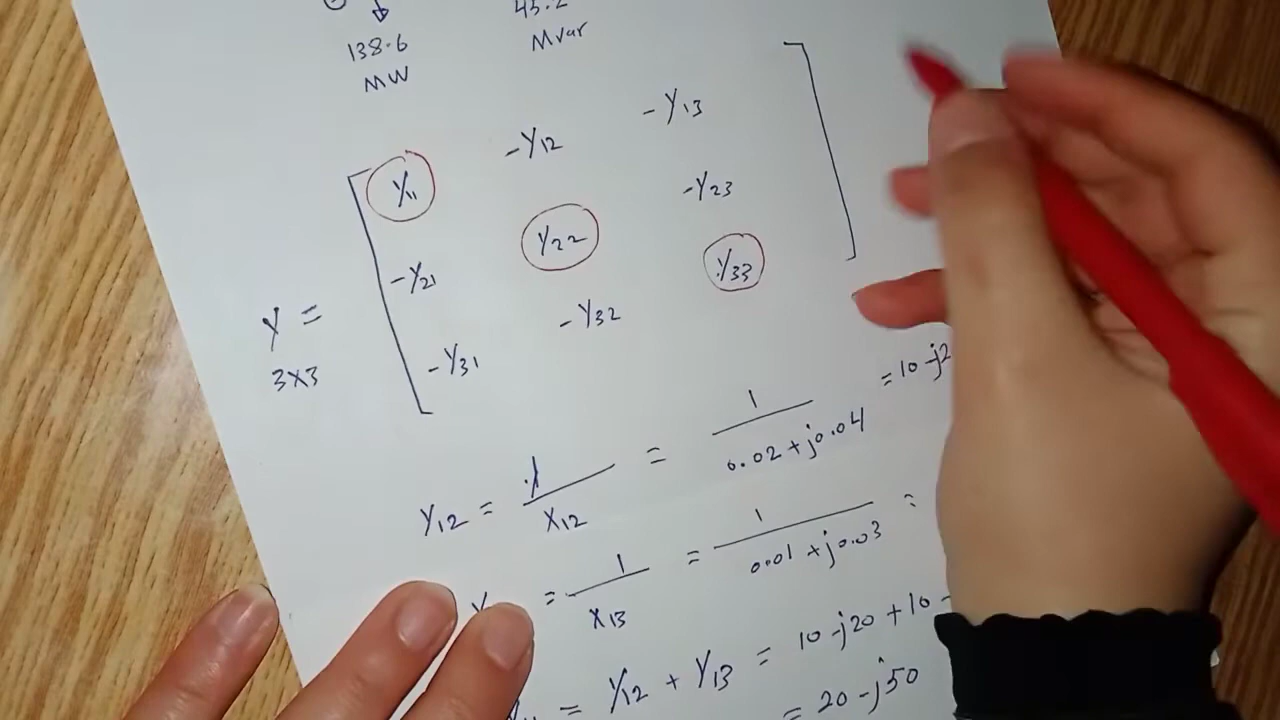 45.2
138.6
MW
Mvar
Y11 -Y12 -Y13
-Y21 Y22 -Y23
-Y31 -Y32 Y33
Y =
3x3
Y12 = 1/X12 = 1/0.02+j0.04 = 10-j2
= 1/X13 = 1/0.01+j0.03 =
= Y12 + Y13 = 10-j20+10-
= 20-j50